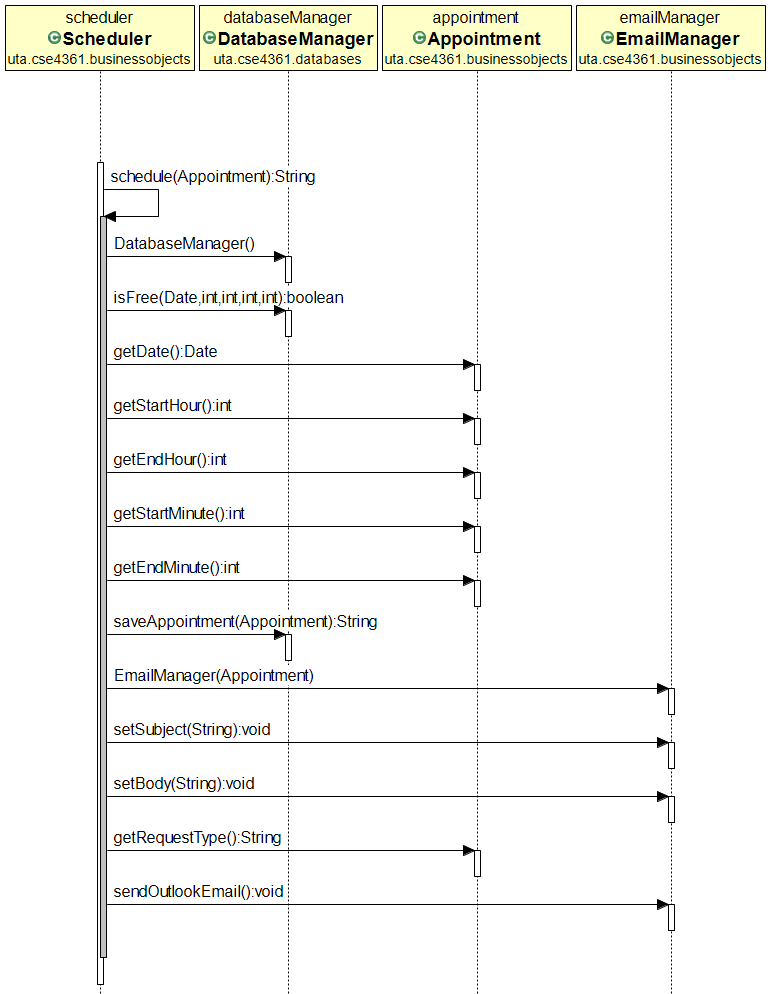 scheduler
Scheduler
uta.cse4361.businessobjects
databaseManager
DatabaseManager
uta.cse4361.databases
appointment
Appointment
uta.cse4361.businessobjects
emailManager
EmailManager
uta.cse4361.businessobjects
schedule(Appointment):String
DatabaseManager()
isFree(Date,int,int,int,int):boolean
getDate():Date
getStartHour():int
getEndHour():int
getStartMinute():int
getEndMinute():int
saveAppointment(Appointment):String
EmailManager(Appointment)
setSubject(String):void
setBody(String):void
getRequestType():String
sendOutlookEmail():void